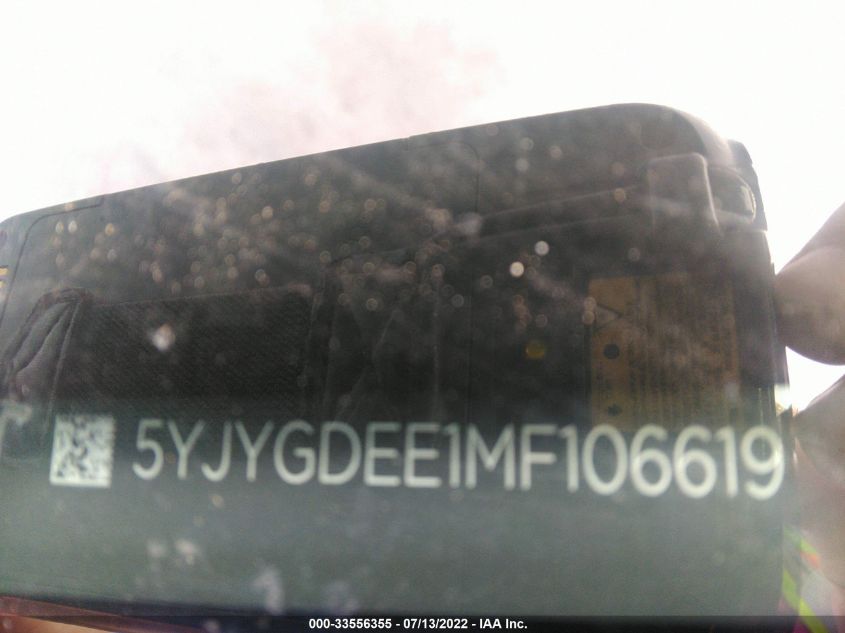 5YJYGDEE1MF106619
000-33556355 - 07/13/2022 - IAA Inc.